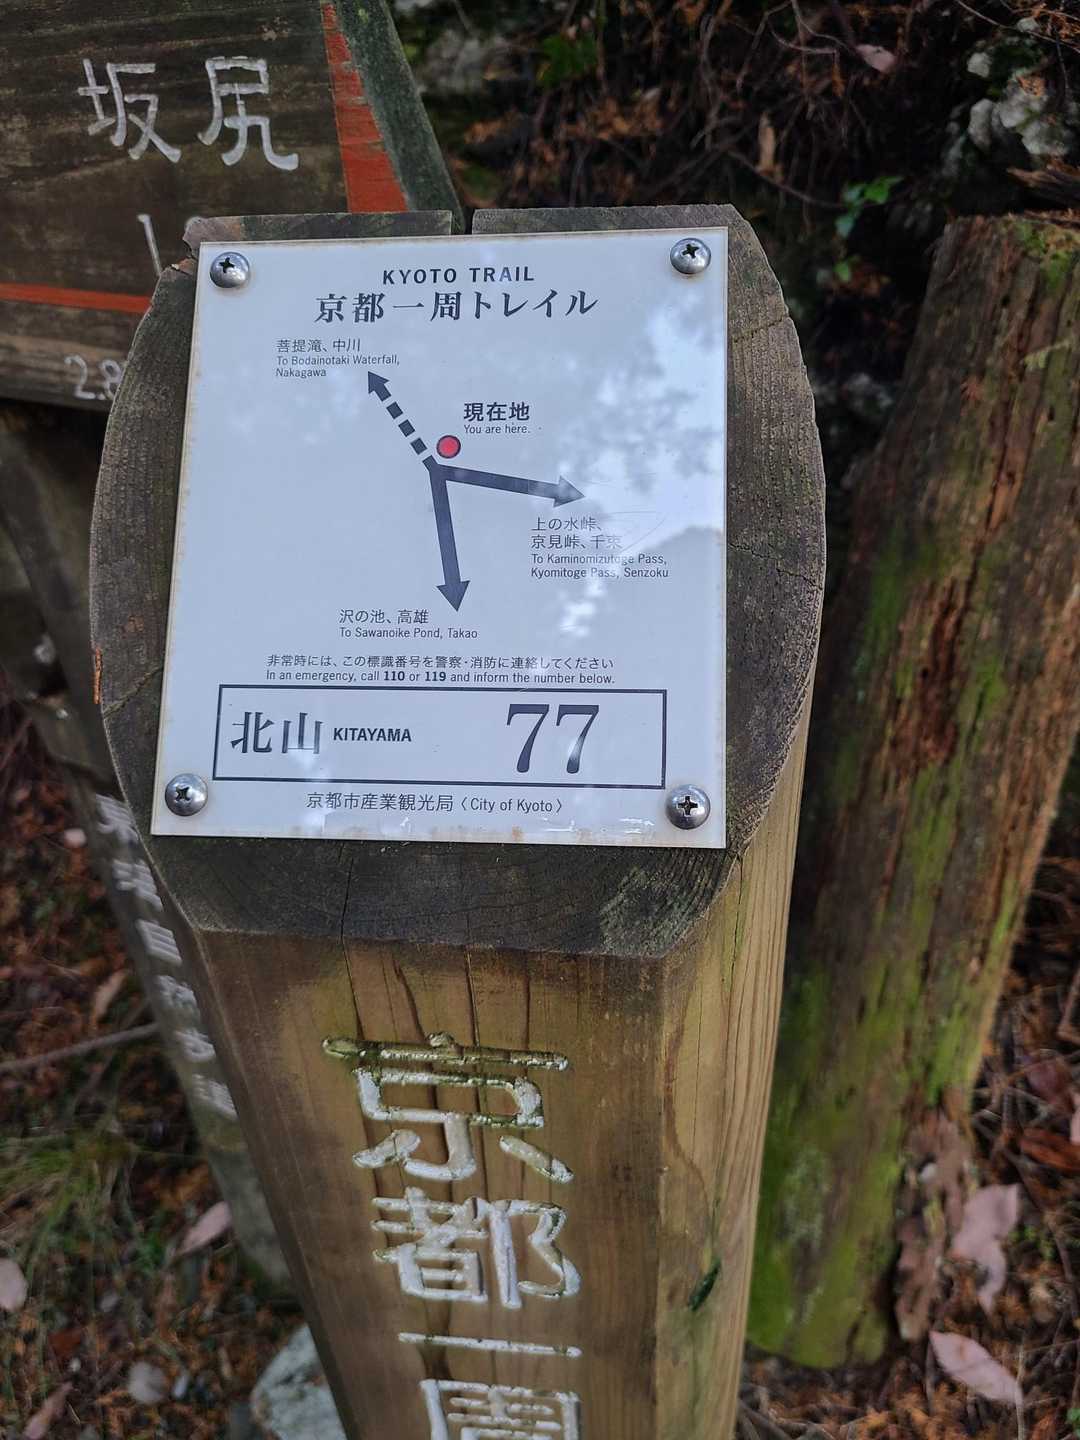 坂尻
KYOTO TRAIL
京都一周トレイル
菩提滝、中川
To Bodainotaki Waterfall,
Nakagawa
現在地
You are here.
上の水峠、
京見峠、千束
To Kaminomizutoge Pass,
Kyomitoge Pass, Senzoku
沢の池、高雄
To Sawanoike Pond, Takao
非常時には、この標識番号を警察・消防に連絡してください
In an emergency, call 110 or 119 and inform the number below.
北山 KITAYAMA 77
京都市産業観光局〈City of Kyoto〉
京都一周